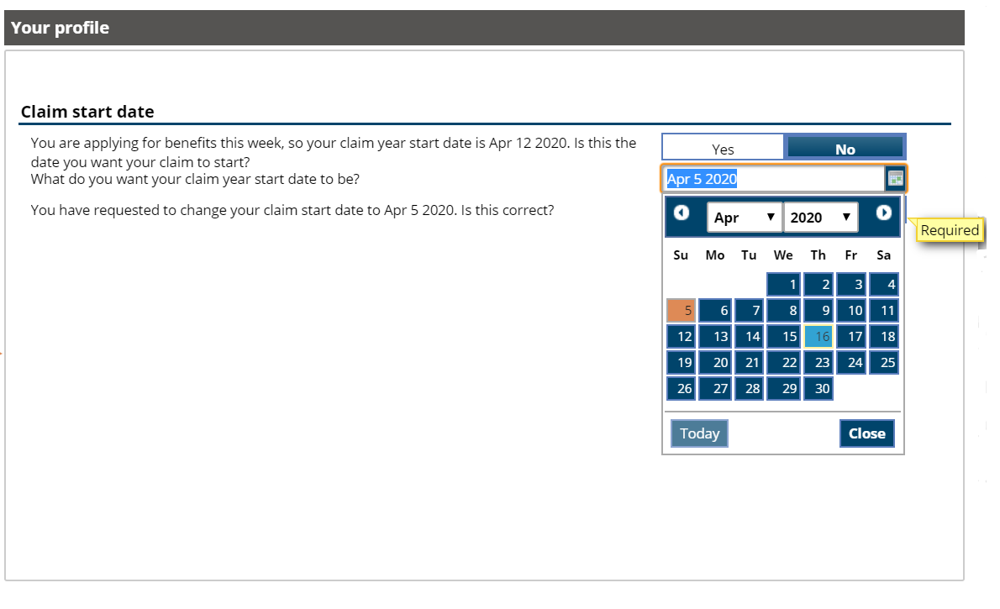 Your profile
Claim start date
You are applying for benefits this week, so your claim year start date is Apr 12 2020. Is this the
date you want your claim to start?
Yes No
What do you want your claim year start date to be?
Apr 5 2020
You have requested to change your claim start date to Apr 5 2020. Is this correct?
Required
Apr 2020
Su Mo Tu We Th Fr Sa
1 2 3 4
5 6 7 8 9 10 11
12 13 14 15 16 17 18
19 20 21 22 23 24 25
26 27 28 29 30
Today Close